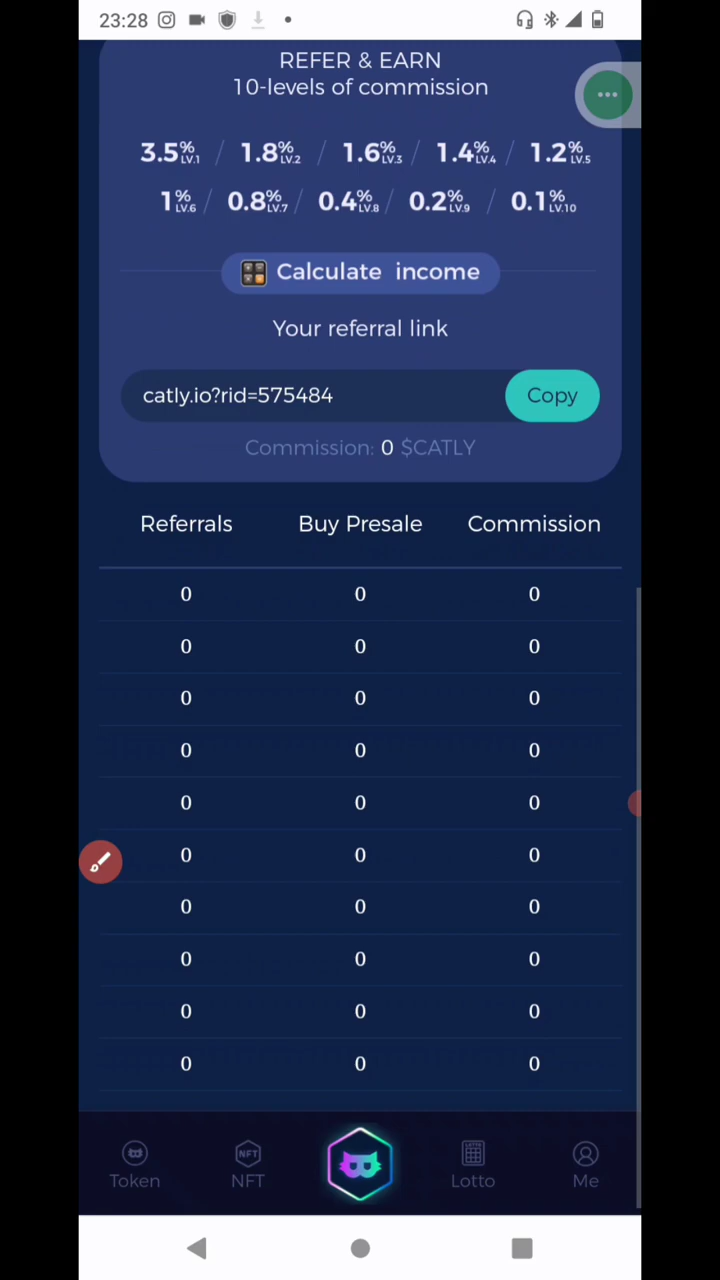 23:28
REFER & EARN
10-levels of commission
3.5% LV.1 / 1.8% LV.2 / 1.6% LV.3 / 1.4% LV.4 / 1.2% LV.5
1% LV.6 / 0.8% LV.7 / 0.4% LV.8 / 0.2% LV.9 / 0.1% LV.10
Calculate income
Your referral link
catly.io?rid=575484 Copy
Commission: 0 $CATLY
Referrals Buy Presale Commission
0 0 0
0 0 0
0 0 0
0 0 0
0 0 0
0 0 0
0 0 0
0 0 0
0 0 0
0 0 0
NFT
Token NFT Lotto Me